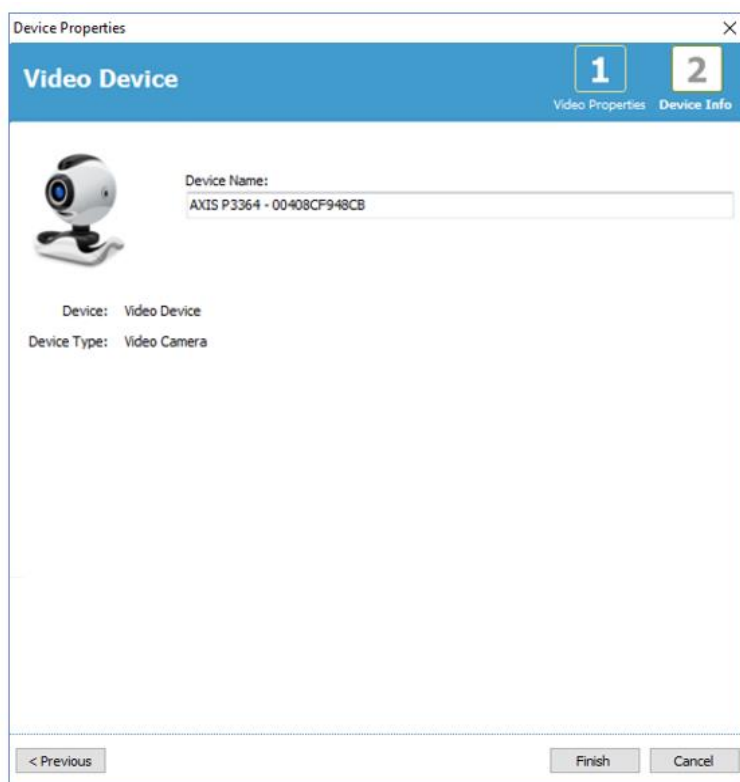 Device Properties
Video Device
1
2
Video Properties
Device Info
Device Name:
AXIS P3364 - 00408CF948CB
Device: Video Device
Device Type: Video Camera
< Previous
Finish
Cancel